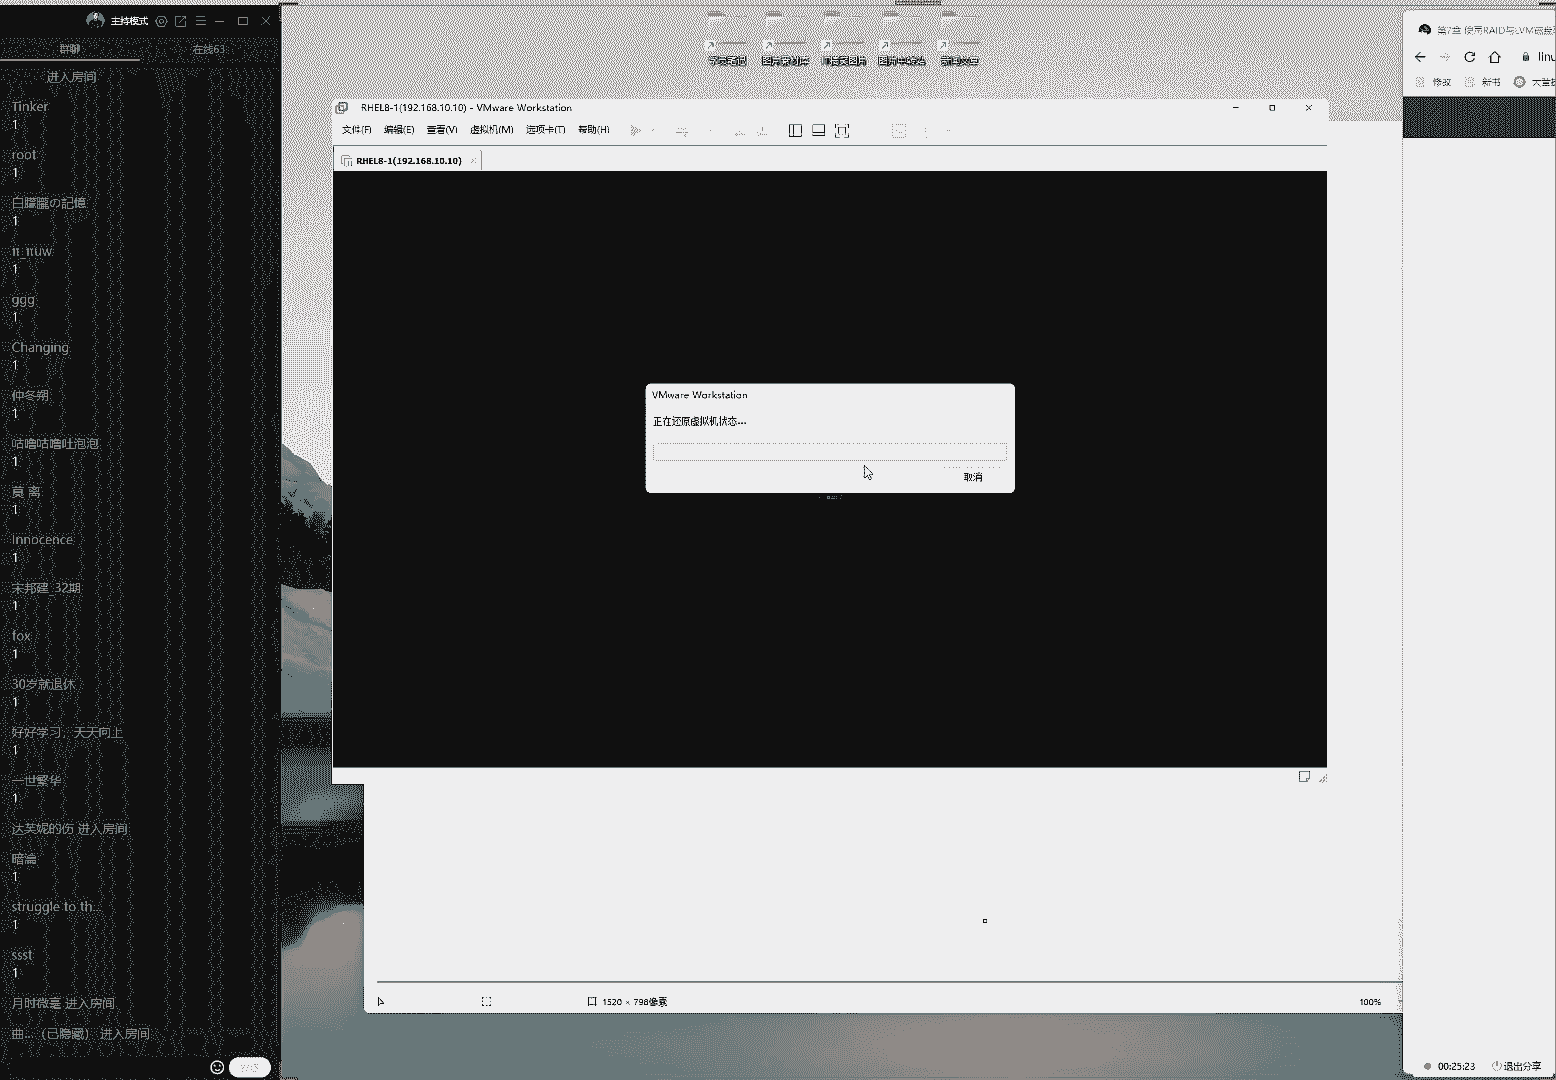 主持模式
群聊
在线63
进入房间
Tinker
1
root
1
白朦朧の記憶
1
1
ggg
1
Changing
1
仲冬朔
1
咕噜咕噜吐泡泡
1
莫 离
1
Innocence
1
宋邦建_32期
1
fox
1
30岁就退休
1
好好学习，天天向上
1
一世繁华
1
达芙妮的伤 进入房间
1
struggle to th...
1
ssst
1
月时微毫 进入房间
曲...（已隐藏） 进入房间
RHEL8-1(192.168.10.10) - VMware Workstation
文件(F) 编辑(E) 查看(V) 虚拟机(M) 选项卡(T) 帮助(H)
RHEL8-1(192.168.10.10)
VMware Workstation
正在还原虚拟机状态...
取消
1520 × 798像素
100%
第7章 使用RAID与LVM磁盘
linu
修改 新书
00:25:23 退出分享